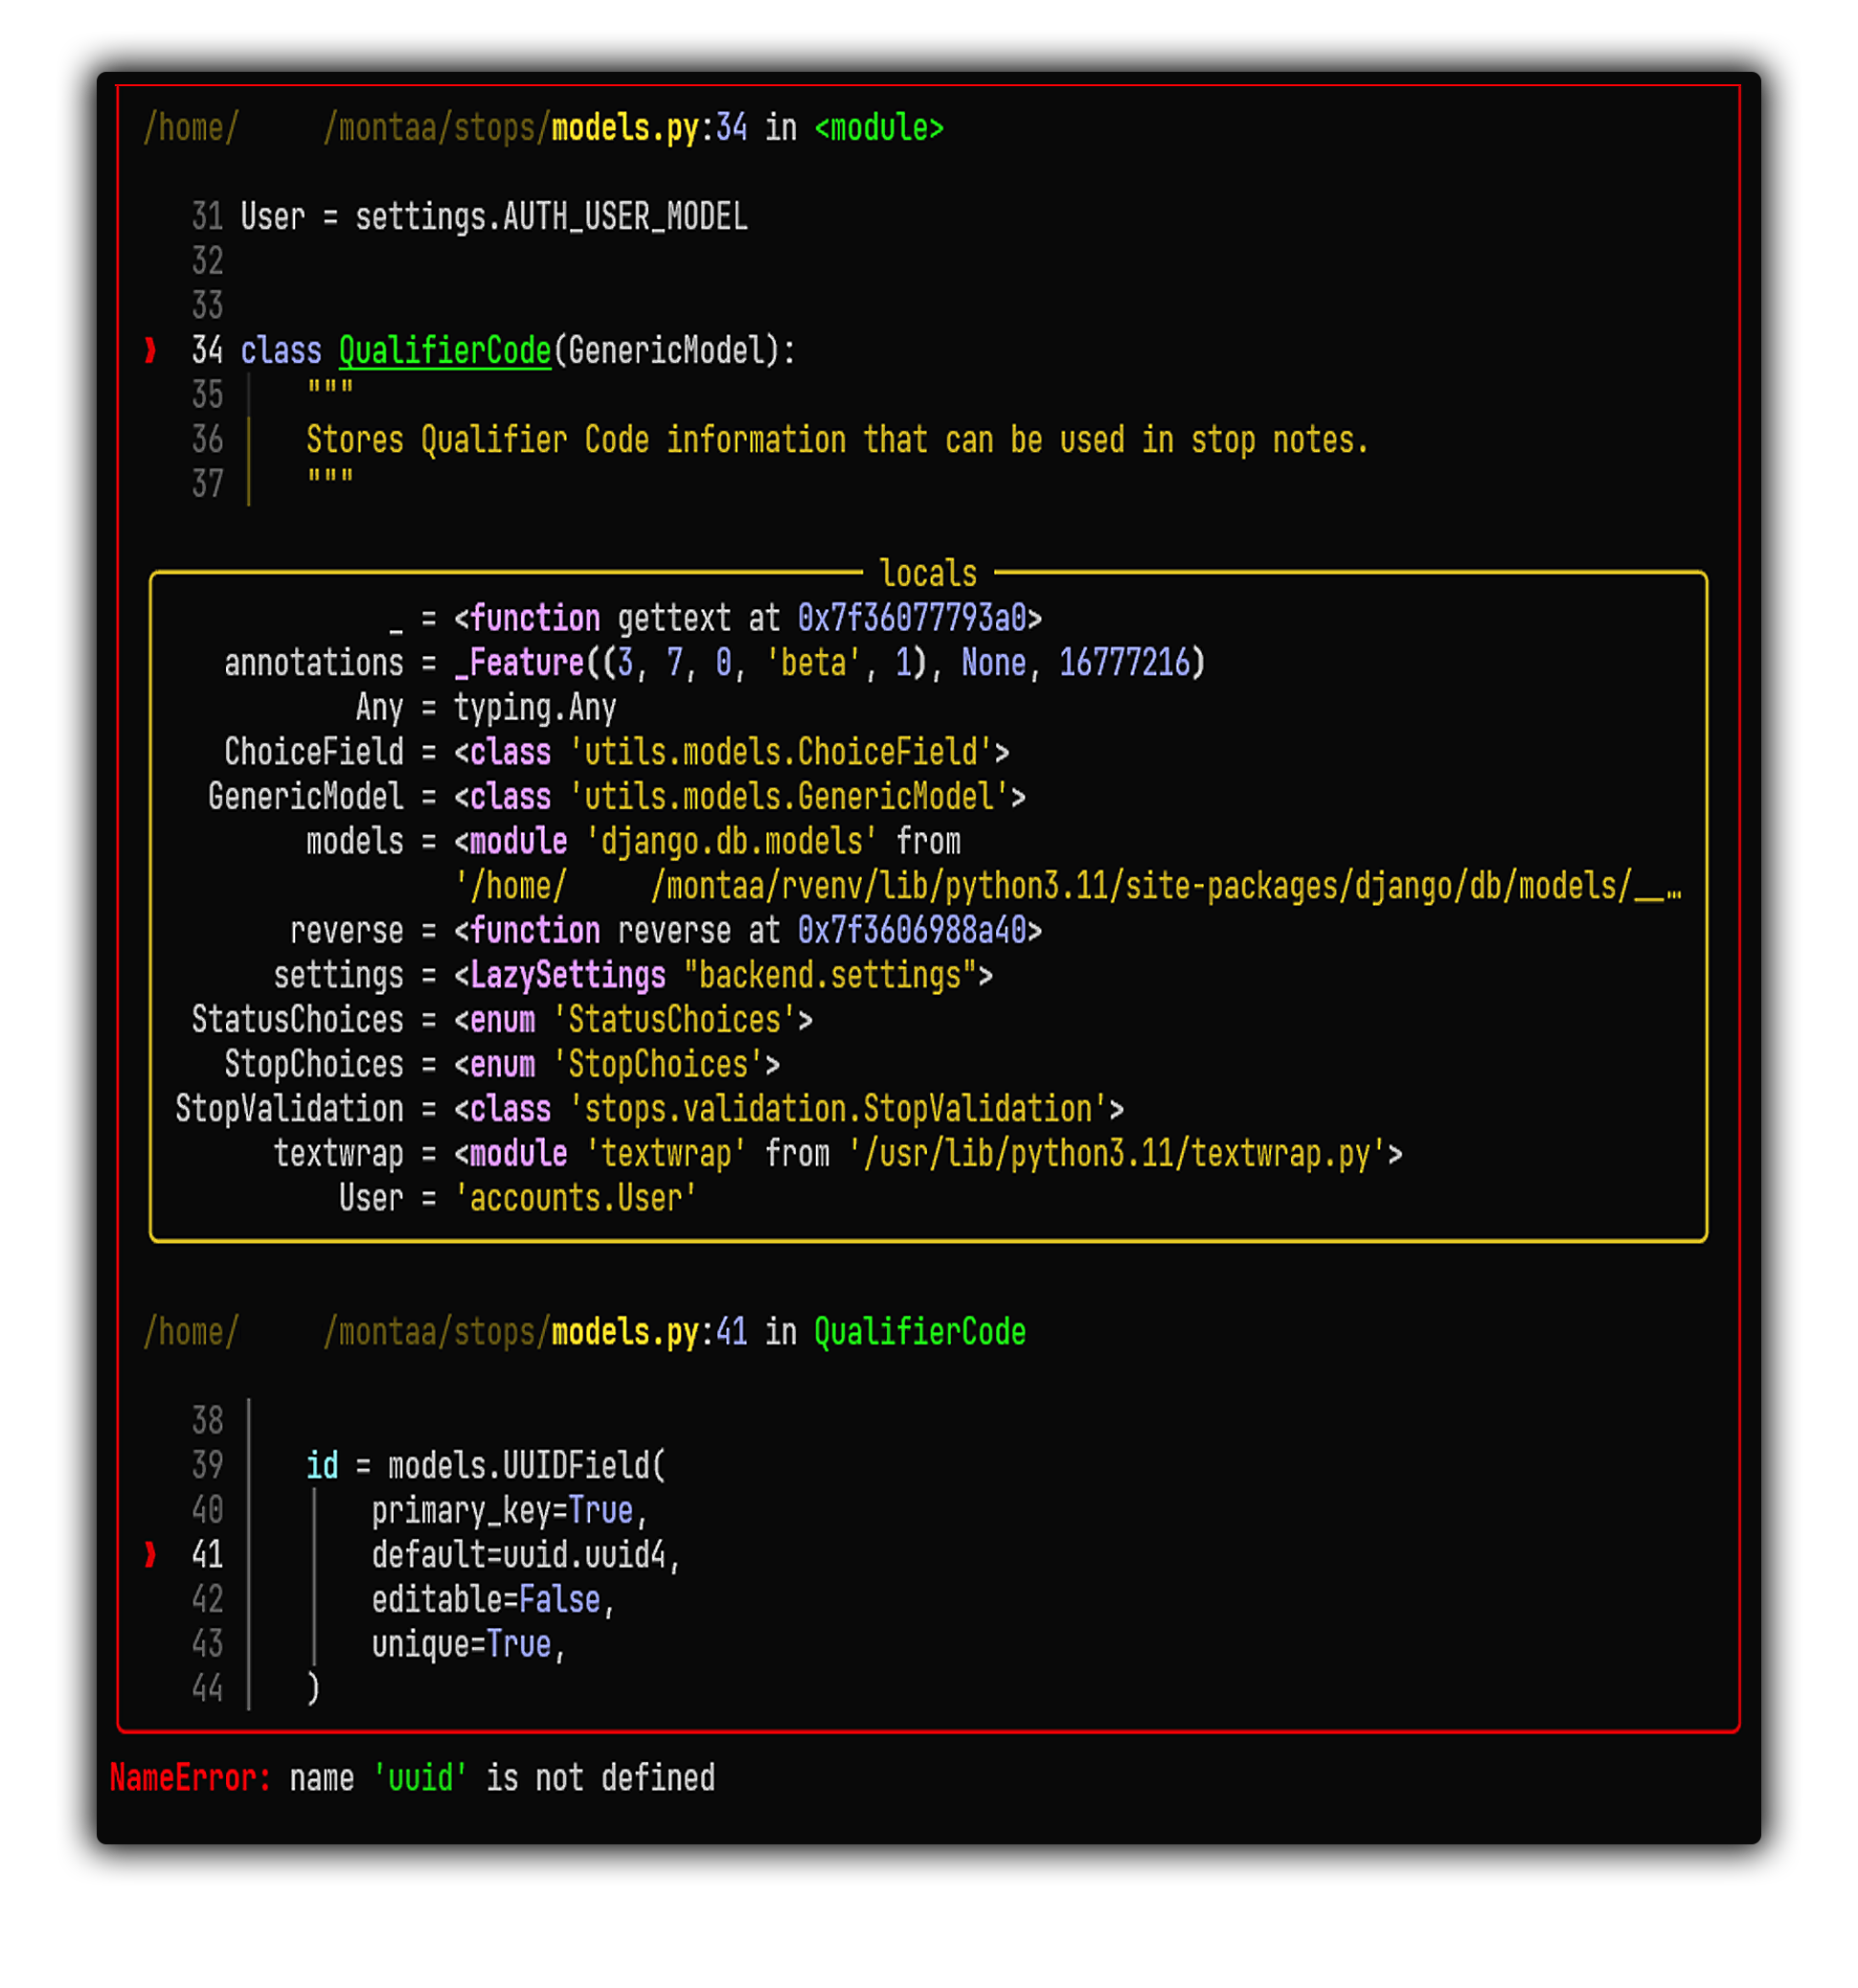 /home/     /montaa/stops/models.py:34 in <module>
31 User = settings.AUTH_USER_MODEL
32
33
❱ 34 class QualifierCode(GenericModel):
35 │   """
36 │   Stores Qualifier Code information that can be used in stop notes.
37 │   """
locals
_ = <function gettext at 0x7f36077793a0>
annotations = _Feature((3, 7, 0, 'beta', 1), None, 16777216)
Any = typing.Any
ChoiceField = <class 'utils.models.ChoiceField'>
GenericModel = <class 'utils.models.GenericModel'>
models = <module 'django.db.models' from
'/home/     /montaa/rvenv/lib/python3.11/site-packages/django/db/models/__…
reverse = <function reverse at 0x7f3606988a40>
settings = <LazySettings "backend.settings">
StatusChoices = <enum 'StatusChoices'>
StopChoices = <enum 'StopChoices'>
StopValidation = <class 'stops.validation.StopValidation'>
textwrap = <module 'textwrap' from '/usr/lib/python3.11/textwrap.py'>
User = 'accounts.User'
/home/     /montaa/stops/models.py:41 in QualifierCode
38 │
39 │   id = models.UUIDField(
40 │   │   primary_key=True,
❱ 41 │   │   default=uuid.uuid4,
42 │   │   editable=False,
43 │   │   unique=True,
44 │   )
NameError: name 'uuid' is not defined